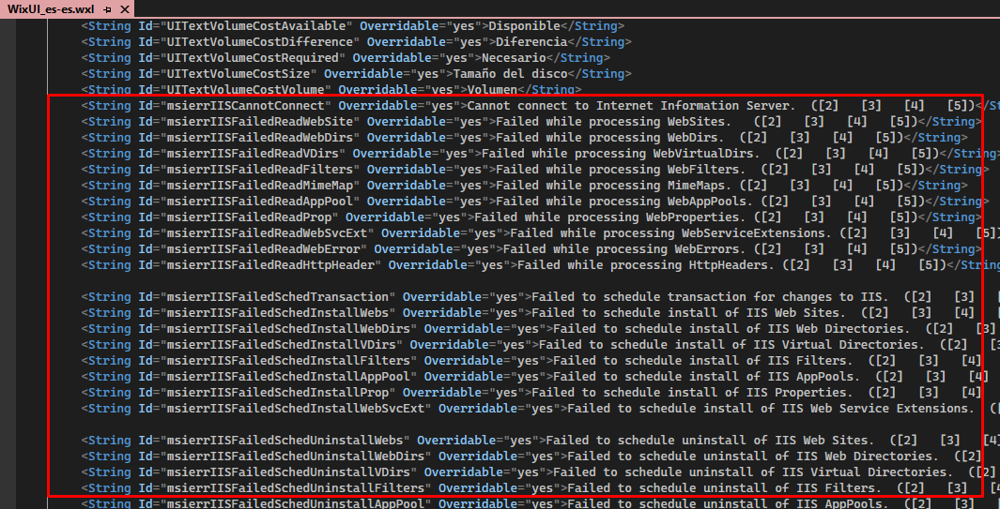 WixUI_es-es.wxl
<String Id="UITextVolumeCostAvailable" Overridable="yes">Disponible</String>
<String Id="UITextVolumeCostDifference" Overridable="yes">Diferencia</String>
<String Id="UITextVolumeCostRequired" Overridable="yes">Necesario</String>
<String Id="UITextVolumeCostSize" Overridable="yes">Tamaño del disco</String>
<String Id="UITextVolumeCostVolume" Overridable="yes">Volumen</String>
<String Id="msierrIISCannotConnect" Overridable="yes">Cannot connect to Internet Information Server.  ([2]   [3]   [4]   [5])</St
<String Id="msierrIISFailedReadWebSite" Overridable="yes">Failed while processing WebSites.  ([2]   [3]   [4]   [5])</String>
<String Id="msierrIISFailedReadWebDirs" Overridable="yes">Failed while processing WebDirs.  ([2]   [3]   [4]   [5])</String>
<String Id="msierrIISFailedReadVDirs" Overridable="yes">Failed while processing WebVirtualDirs.  ([2]   [3]   [4]   [5])</String>
<String Id="msierrIISFailedReadFilters" Overridable="yes">Failed while processing WebFilters.  ([2]   [3]   [4]   [5])</String>
<String Id="msierrIISFailedReadMimeMap" Overridable="yes">Failed while processing MimeMaps. ([2]   [3]   [4]   [5])</String>
<String Id="msierrIISFailedReadAppPool" Overridable="yes">Failed while processing WebAppPools. ([2]   [3]   [4]   [5])</String>
<String Id="msierrIISFailedReadProp" Overridable="yes">Failed while processing WebProperties. ([2]   [3]   [4]   [5])</String>
<String Id="msierrIISFailedReadWebSvcExt" Overridable="yes">Failed while processing WebServiceExtensions. ([2]   [3]   [4]   [5])
<String Id="msierrIISFailedReadWebError" Overridable="yes">Failed while processing WebErrors. ([2]   [3]   [4]   [5])</String>
<String Id="msierrIISFailedReadHttpHeader" Overridable="yes">Failed while processing HttpHeaders. ([2]   [3]   [4]   [5])</String
<String Id="msierrIISFailedSchedTransaction" Overridable="yes">Failed to schedule transaction for changes to IIS.  ([2]   [3]   [
<String Id="msierrIISFailedSchedInstallWebs" Overridable="yes">Failed to schedule install of IIS Web Sites.  ([2]   [3]   [4]
<String Id="msierrIISFailedSchedInstallWebDirs" Overridable="yes">Failed to schedule install of IIS Web Directories.  ([2]   [3]
<String Id="msierrIISFailedSchedInstallVDirs" Overridable="yes">Failed to schedule install of IIS Virtual Directories.  ([2]   [3
<String Id="msierrIISFailedSchedInstallFilters" Overridable="yes">Failed to schedule install of IIS Filters.  ([2]   [3]   [4]
<String Id="msierrIISFailedSchedInstallAppPool" Overridable="yes">Failed to schedule install of IIS AppPools.  ([2]   [3]   [4]
<String Id="msierrIISFailedSchedInstallProp" Overridable="yes">Failed to schedule install of IIS Properties.  ([2]   [3]   [4]
<String Id="msierrIISFailedSchedInstallWebSvcExt" Overridable="yes">Failed to schedule install of IIS Web Service Extensions.  ([
<String Id="msierrIISFailedSchedUninstallWebs" Overridable="yes">Failed to schedule uninstall of IIS Web Sites.  ([2]   [3]   [4]
<String Id="msierrIISFailedSchedUninstallWebDirs" Overridable="yes">Failed to schedule uninstall of IIS Web Directories.  ([2]
<String Id="msierrIISFailedSchedUninstallVDirs" Overridable="yes">Failed to schedule uninstall of IIS Virtual Directories.  ([2]
<String Id="msierrIISFailedSchedUninstallFilters" Overridable="yes">Failed to schedule uninstall of IIS Filters.  ([2]   [3]   [4
<String Id="msierrIISFailedSchedUninstallAppPool" Overridable="yes">Failed to schedule uninstall of IIS AppPools.  ([2]   [3]   [